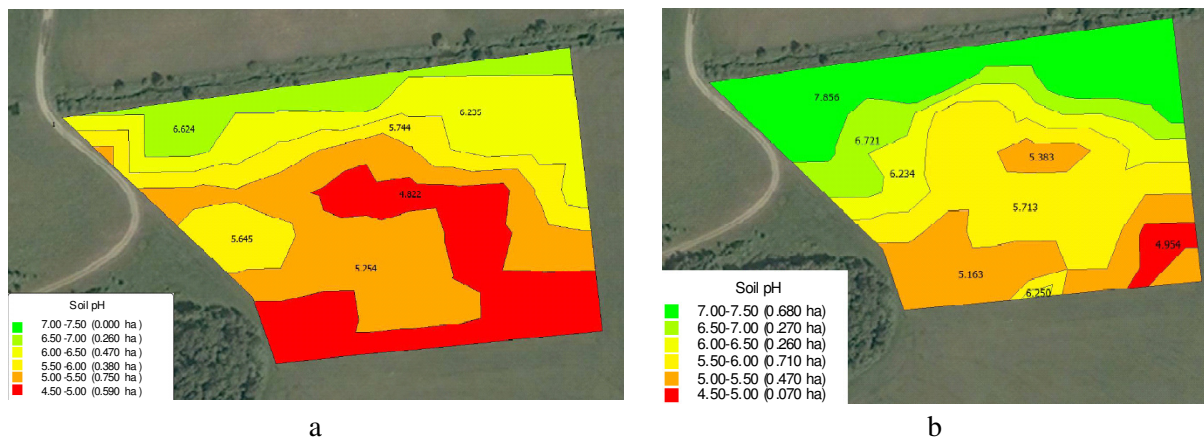 6.624
6.235
5.744
4.822
5.645
5.254
Soil pH
7.00-7.50 (0.000 ha)
6.50-7.00 (0.260 ha)
6.00-6.50 (0.470 ha)
5.50-6.00 (0.380 ha)
5.00-5.50 (0.750 ha)
4.50-5.00 (0.590 ha)
a
7.856
6.721
6.234
5.383
5.713
4.954
5.163
6.250
Soil pH
7.00-7.50 (0.680 ha)
6.50-7.00 (0.270 ha)
6.00-6.50 (0.260 ha)
5.50-6.00 (0.710 ha)
5.00-5.50 (0.470 ha)
4.50-5.00 (0.070 ha)
b